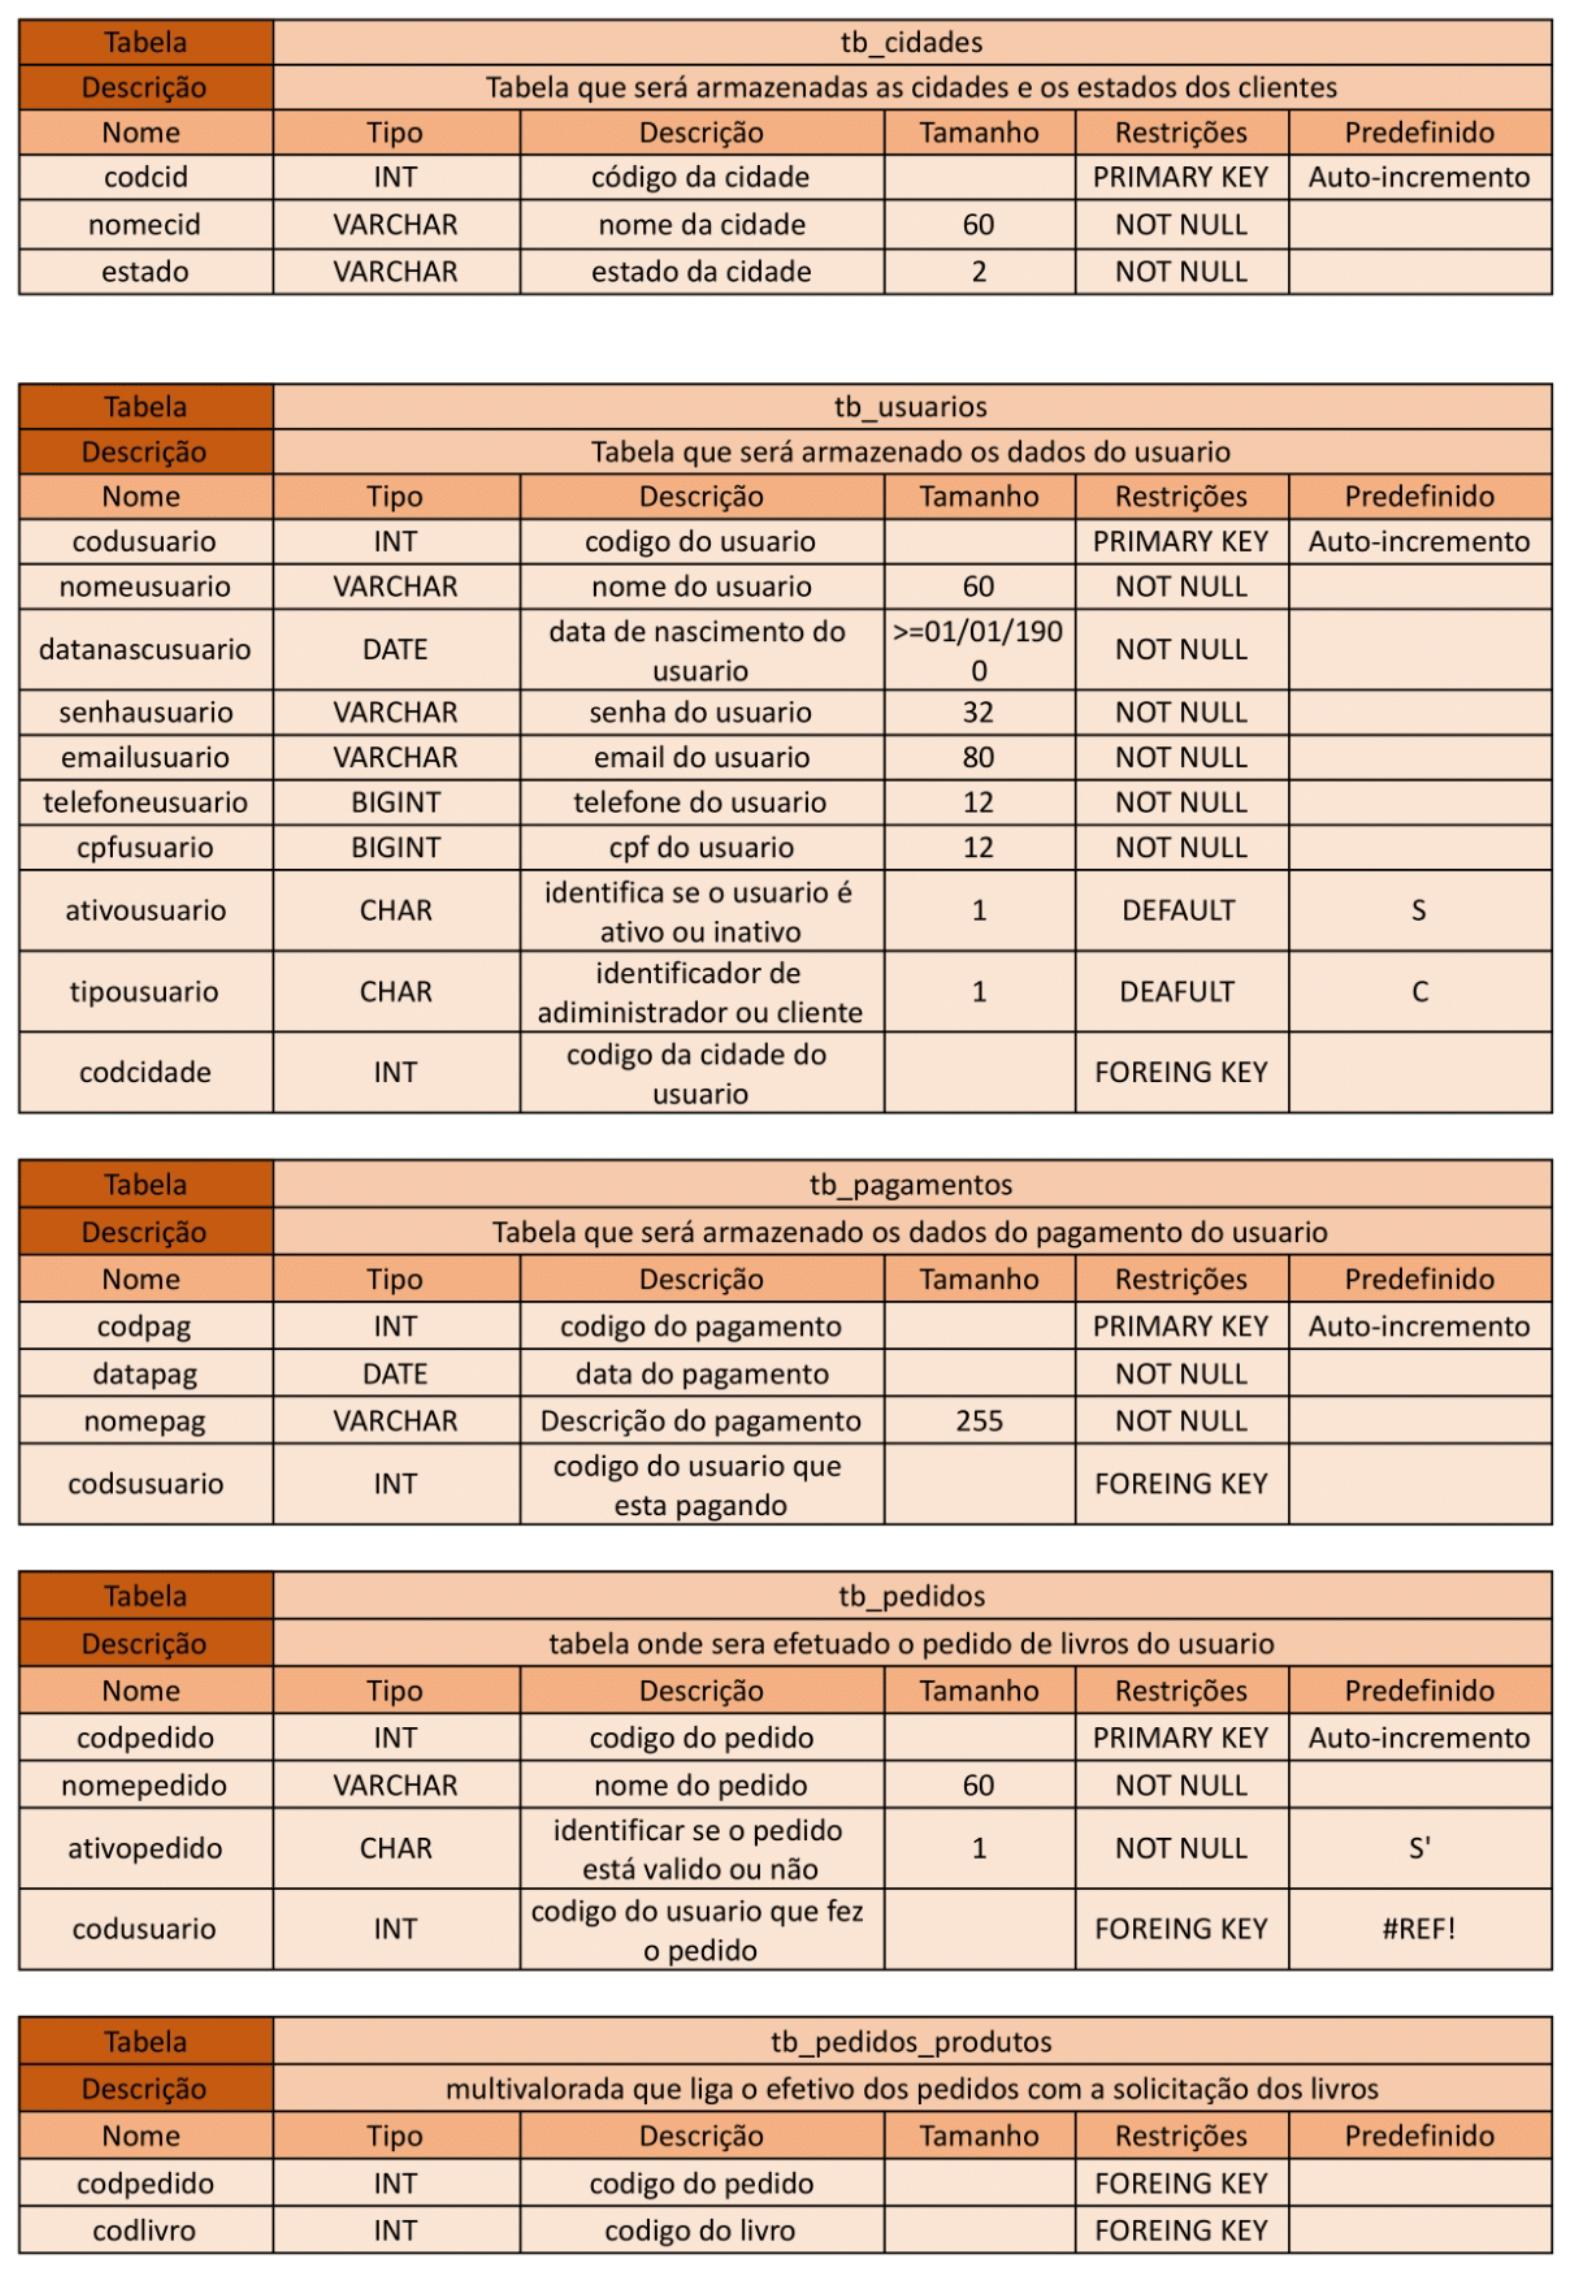 Tabela tb_cidades
Descrição Tabela que será armazenadas as cidades e os estados dos clientes
Nome Tipo Descrição Tamanho Restrições Predefinido
codcid INT código da cidade PRIMARY KEY Auto-incremento
nomecid VARCHAR nome da cidade 60 NOT NULL
estado VARCHAR estado da cidade 2 NOT NULL
Tabela tb_usuarios
Descrição Tabela que será armazenado os dados do usuario
Nome Tipo Descrição Tamanho Restrições Predefinido
codusuario INT codigo do usuario PRIMARY KEY Auto-incremento
nomeusuario VARCHAR nome do usuario 60 NOT NULL
datanascusuario DATE data de nascimento do usuario >=01/01/1900 NOT NULL
senhausuario VARCHAR senha do usuario 32 NOT NULL
emailusuario VARCHAR email do usuario 80 NOT NULL
telefoneusuario BIGINT telefone do usuario 12 NOT NULL
cpfusuario BIGINT cpf do usuario 12 NOT NULL
ativousuario CHAR identifica se o usuario é ativo ou inativo 1 DEFAULT S
tipousuario CHAR identificador de adiministrador ou cliente 1 DEAFULT C
codcidade INT codigo da cidade do usuario FOREING KEY
Tabela tb_pagamentos
Descrição Tabela que será armazenado os dados do pagamento do usuario
Nome Tipo Descrição Tamanho Restrições Predefinido
codpag INT codigo do pagamento PRIMARY KEY Auto-incremento
datapag DATE data do pagamento NOT NULL
nomepag VARCHAR Descrição do pagamento 255 NOT NULL
codsusuario INT codigo do usuario que esta pagando FOREING KEY
Tabela tb_pedidos
Descrição tabela onde sera efetuado o pedido de livros do usuario
Nome Tipo Descrição Tamanho Restrições Predefinido
codpedido INT codigo do pedido PRIMARY KEY Auto-incremento
nomepedido VARCHAR nome do pedido 60 NOT NULL
ativopedido CHAR identificar se o pedido está valido ou não 1 NOT NULL S'
codusuario INT codigo do usuario que fez o pedido FOREING KEY #REF!
Tabela tb_pedidos_produtos
Descrição multivalorada que liga o efetivo dos pedidos com a solicitação dos livros
Nome Tipo Descrição Tamanho Restrições Predefinido
codpedido INT codigo do pedido FOREING KEY
codlivro INT codigo do livro FOREING KEY